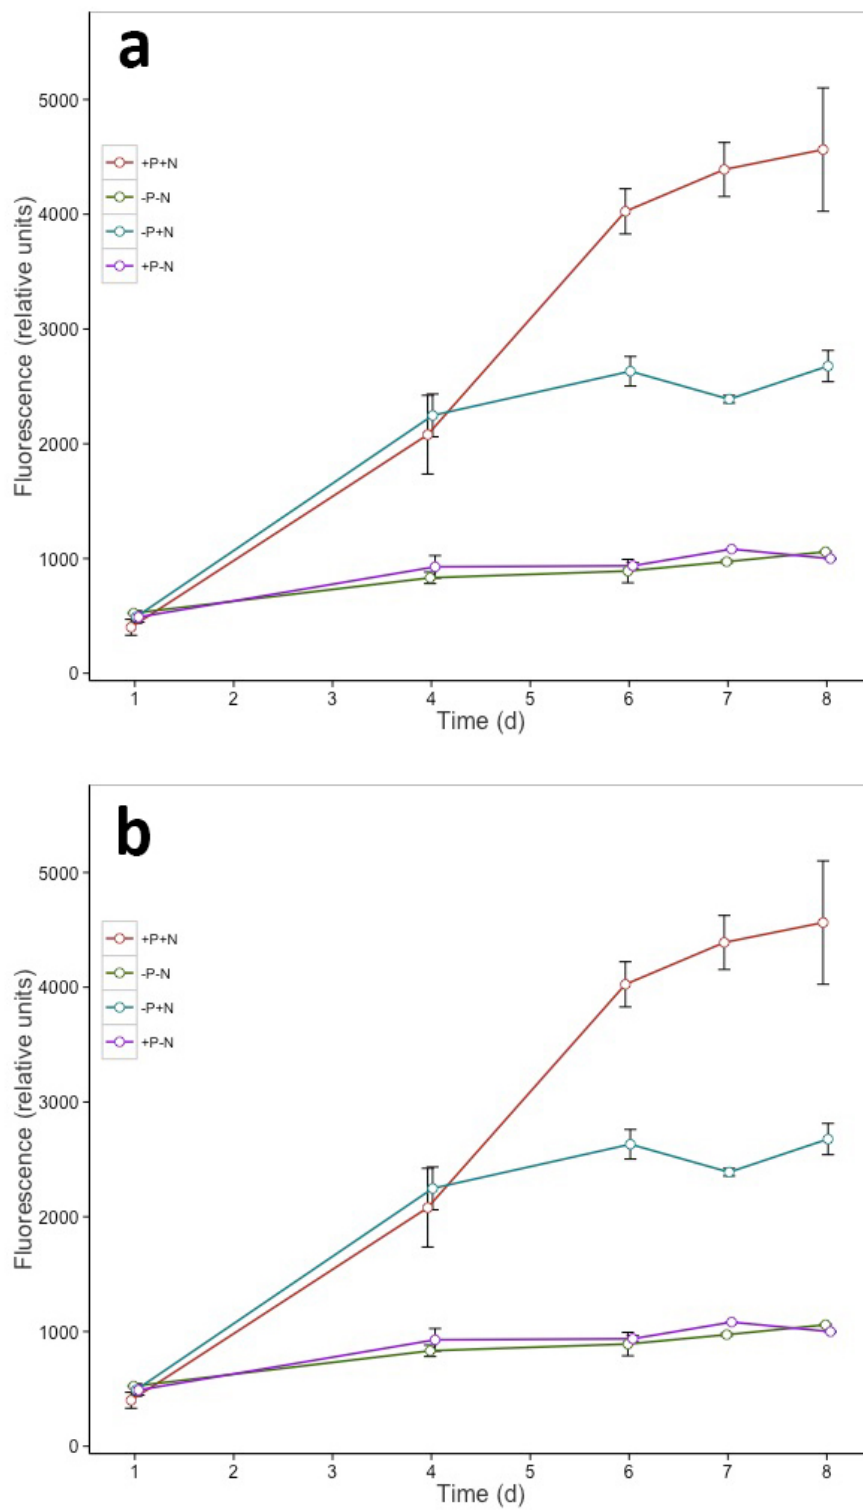 a
5000
4000
3000
2000
1000
0
Fluorescence (relative units)
+P+N
-P-N
-P+N
+P-N
1 2 3 4 5 6 7 8
Time (d)
b
5000
4000
3000
2000
1000
0
Fluorescence (relative units)
+P+N
-P-N
-P+N
+P-N
1 2 3 4 5 6 7 8
Time (d)